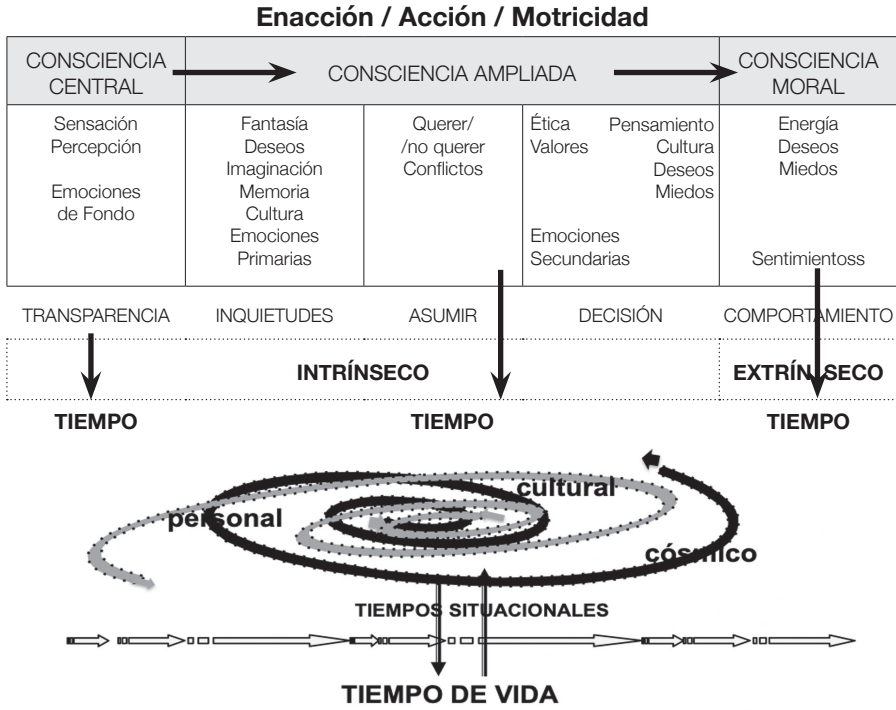 Enacción / Acción / Motricidad
CONSCIENCIA
CENTRAL
CONSCIENCIA AMPLIADA
CONSCIENCIA
MORAL
Sensación
Percepción
Emociones
de Fondo
Fantasía
Deseos
Imaginación
Memoria
Cultura
Emociones
Primarias
Querer/
/no querer
Conflictos
Ética
Valores
Emociones
Secundarias
Pensamiento
Cultura
Deseos
Miedos
Energía
Deseos
Miedos
Sentimientoss
TRANSPARENCIA
INQUIETUDES
ASUMIR
DECISIÓN
COMPORTAMIENTO
INTRÍNSECO
EXTRÍNSECO
TIEMPO
TIEMPO
TIEMPO
cultural
personal
cósmico
TIEMPOS SITUACIONALES
TIEMPO DE VIDA